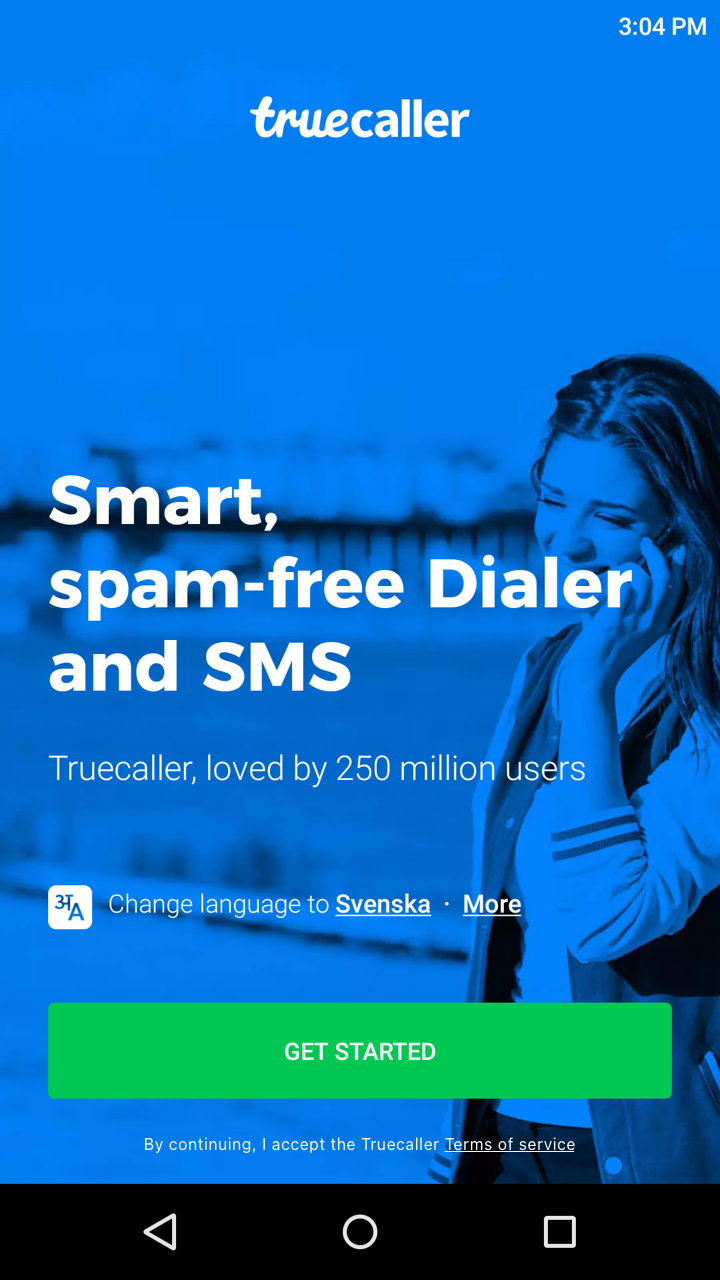 3:04 PM
truecaller
Smart,
spam-free Dialer
and SMS
Truecaller, loved by 250 million users
अA Change language to Svenska · More
GET STARTED
By continuing, I accept the Truecaller Terms of service